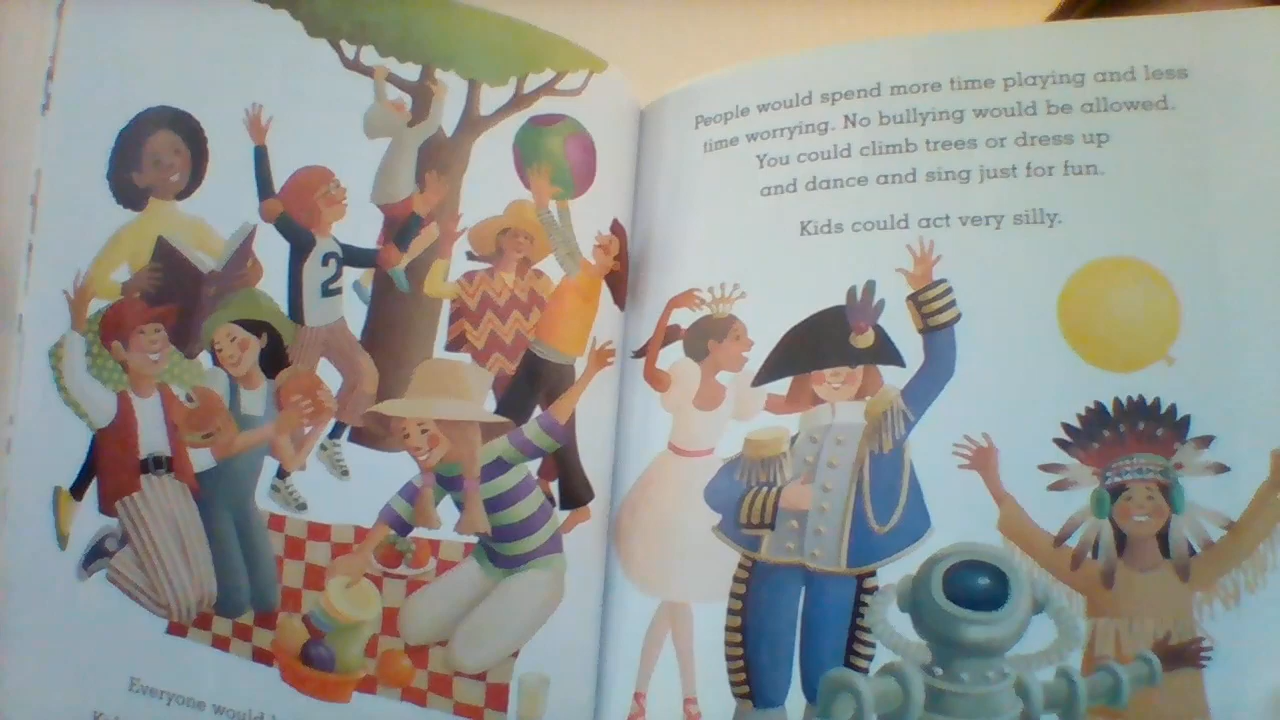 2
Everyone would
People would spend more time playing and less
time worrying. No bullying would be allowed.
You could climb trees or dress up
and dance and sing just for fun.
Kids could act very silly.